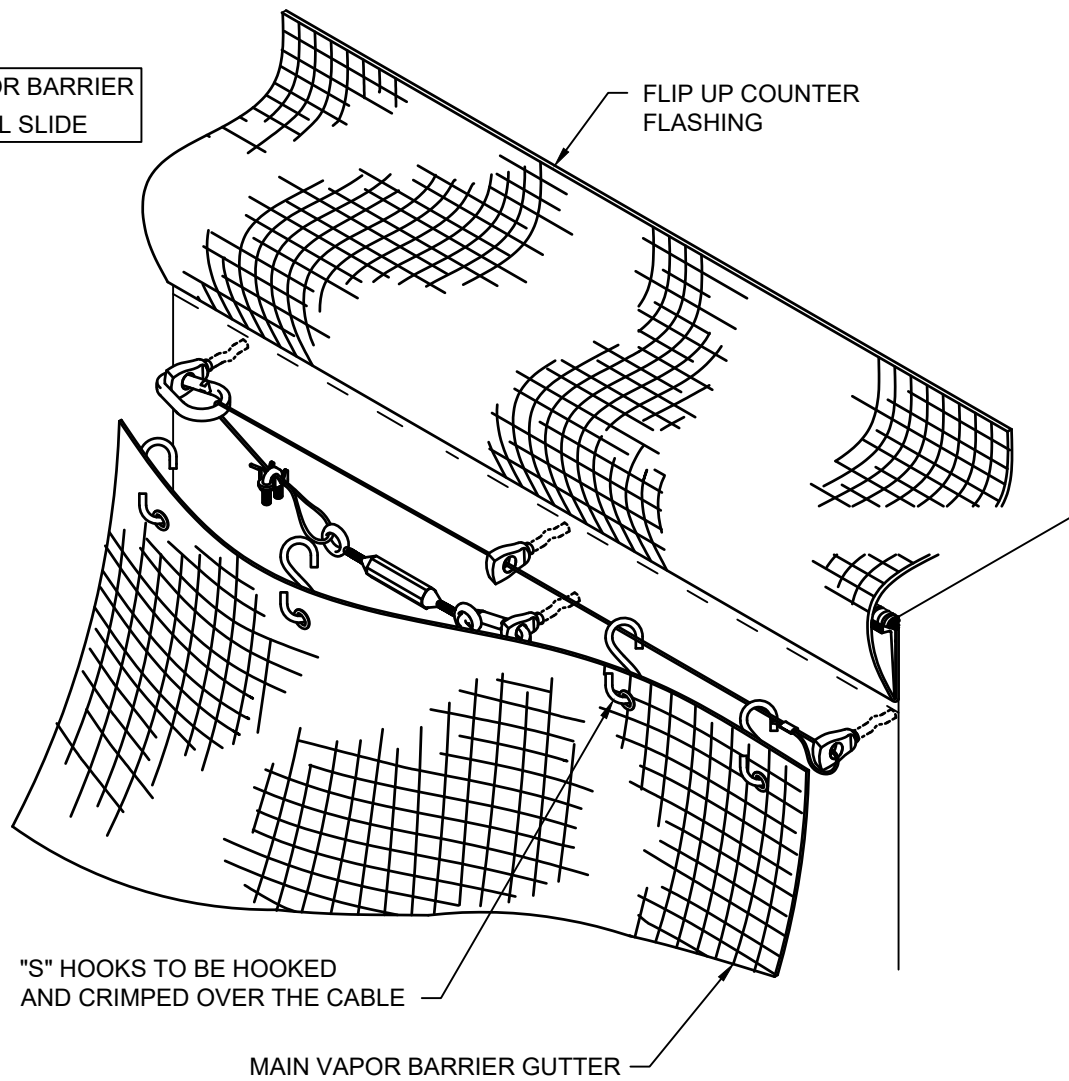 OR BARRIER
L SLIDE
FLIP UP COUNTER
FLASHING
"S" HOOKS TO BE HOOKED
AND CRIMPED OVER THE CABLE
MAIN VAPOR BARRIER GUTTER